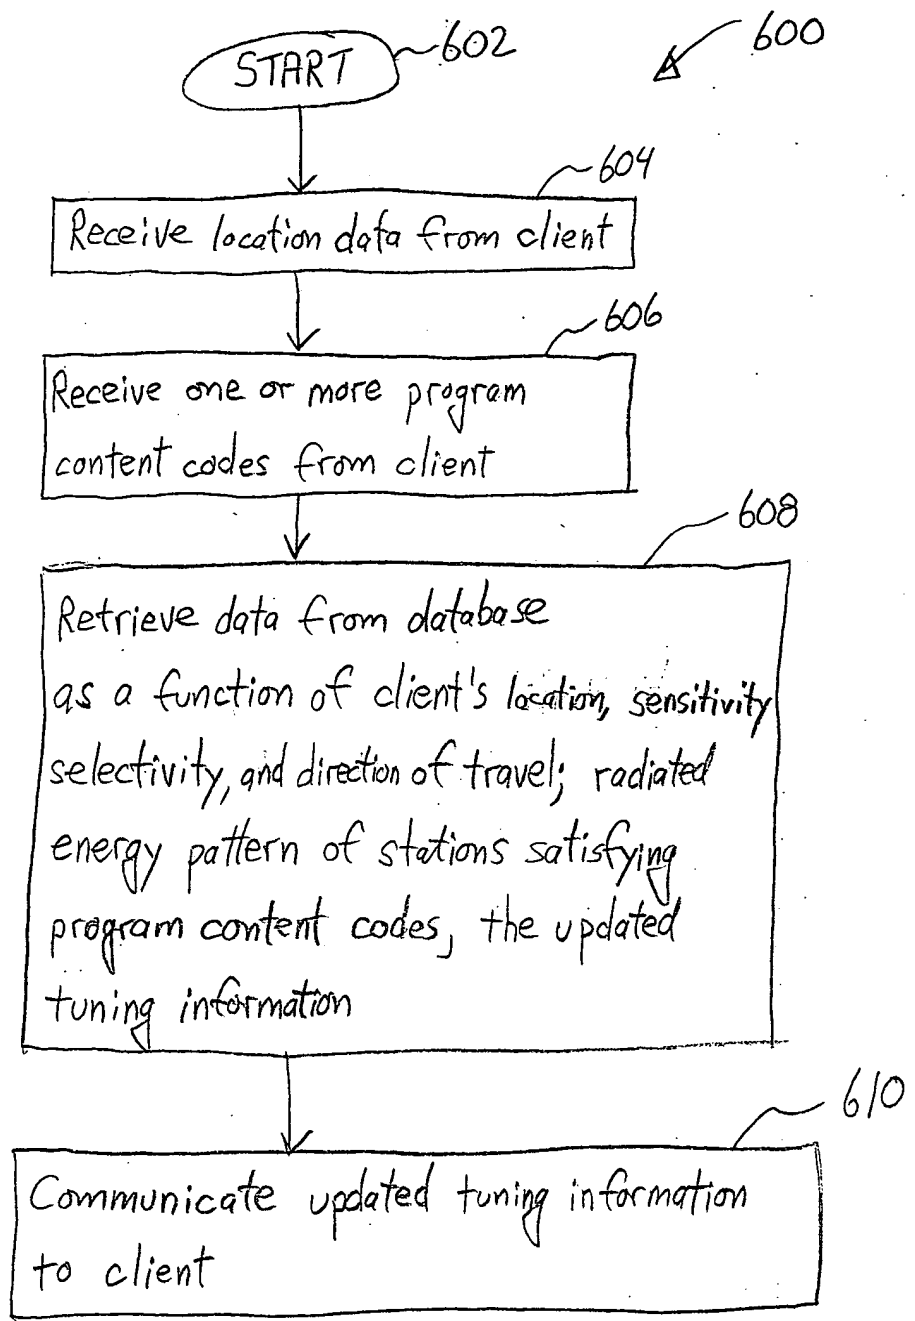 START
602
600
604
Receive location data from client
606
Receive one or more program
content codes from client
608
Retrieve data from database
as a function of client's location, sensitivity
selectivity, and direction of travel; radiated
energy pattern of stations satisfying
program content codes, the updated
tuning information
610
Communicate updated tuning information
to client